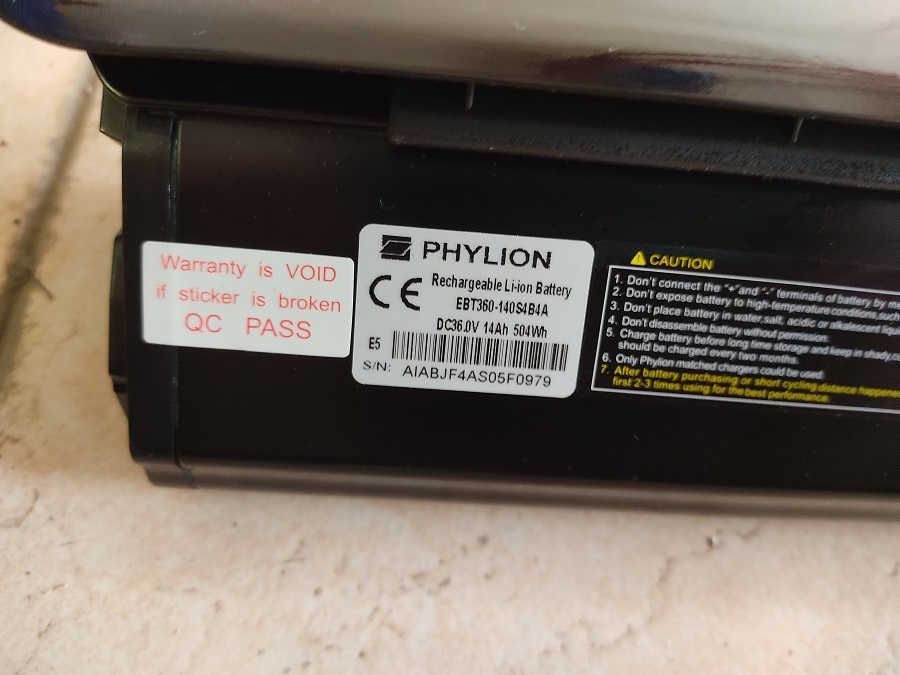 Warranty is VOID
if sticker is broken
QC PASS
PHYLION
CE
Rechargeable Li-ion Battery
EBT360-140S4B4A
DC36.0V 14Ah 504Wh
E5
S/N: AIABJF4AS05F0979
CAUTION
1. Don't connect the "+"and "-" terminals of battery by me
2. Don't expose battery to high-temperature conditions,such
3. Don't place battery in water,salt, acidic or alkalescent liqui
4. Don't disassemble battery without permission.
5. Charge battery before long time storage and keep in shady,co
should be charged every two months.
6. Only Phylion matched chargers could be used.
7. After battery purchasing or short cycling distance happene
first 2-3 times using for the best performance.